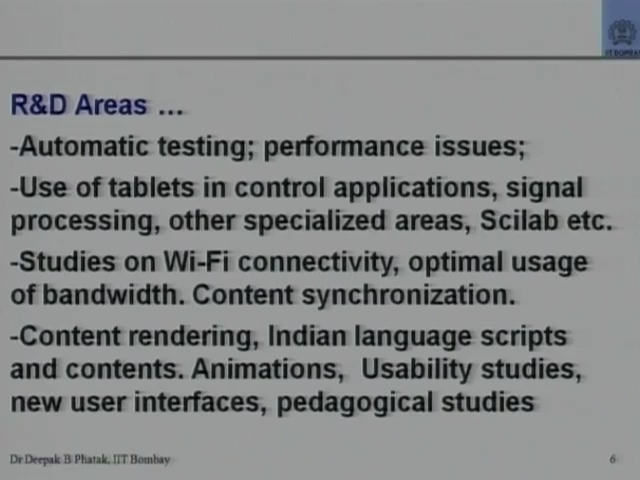 IIT BOMBAY
R&D Areas ...
-Automatic testing; performance issues;
-Use of tablets in control applications, signal
processing, other specialized areas, Scilab etc.
-Studies on Wi-Fi connectivity, optimal usage
of bandwidth. Content synchronization.
-Content rendering, Indian language scripts
and contents. Animations,  Usability studies,
new user interfaces, pedagogical studies
Dr.Deepak B Phatak, IIT Bombay
6